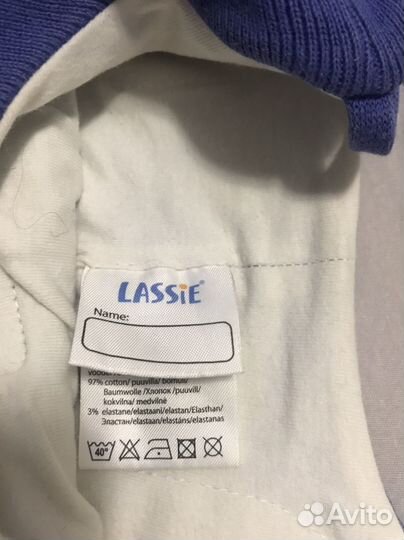 LASSiE®
Name:
97% cotton/ puuvilla/ bomull/
Baumwolle /Хлопок /puuvill/
kokvilna/ medvilnė
3% elastane/elastaani/elastan/Elasthan/
Эластан/elastaan/elastāns/elastanas
40°
Avito